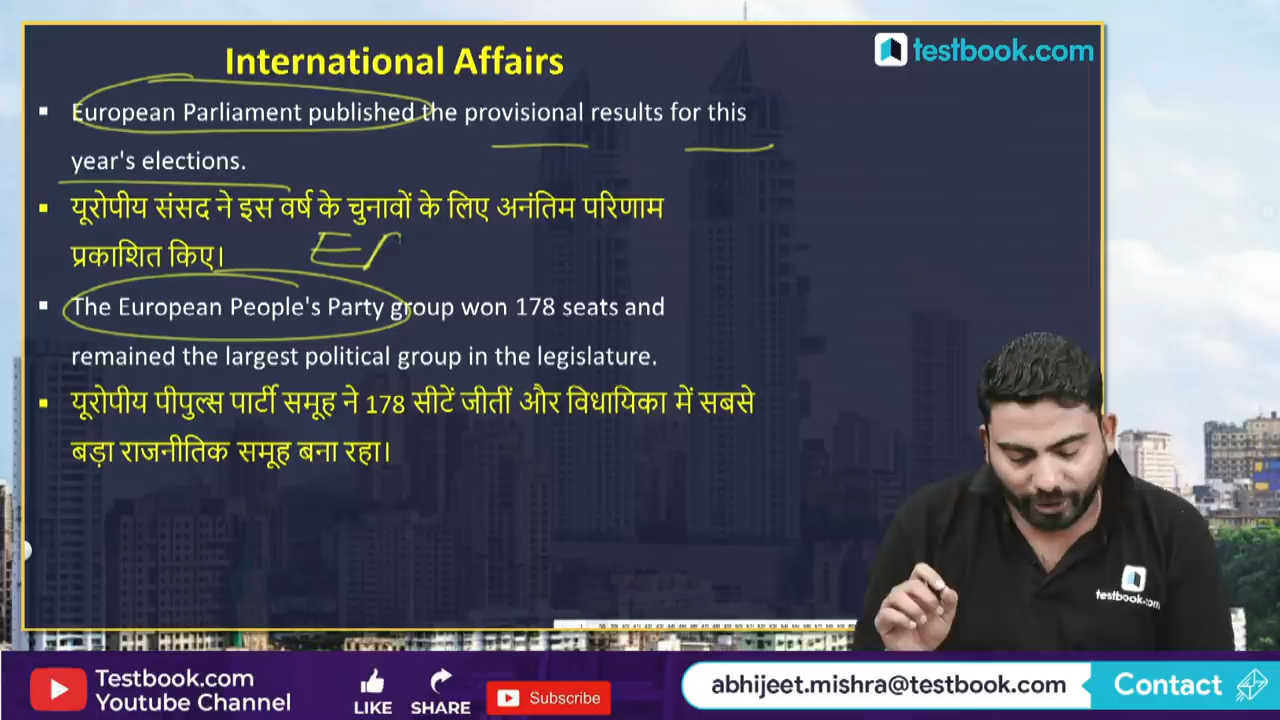 International Affairs
testbook.com
▪ European Parliament published the provisional results for this
year's elections.
▪ यूरोपीय संसद ने इस वर्ष के चुनावों के लिए अनंतिम परिणाम
प्रकाशित किए।
▪ The European People's Party group won 178 seats and
remained the largest political group in the legislature.
▪ यूरोपीय पीपुल्स पार्टी समूह ने 178 सीटें जीतीं और विधायिका में सबसे
बड़ा राजनीतिक समूह बना रहा।
testbook.com
Testbook.com
Youtube Channel
LIKE
SHARE
Subscribe
abhijeet.mishra@testbook.com
Contact